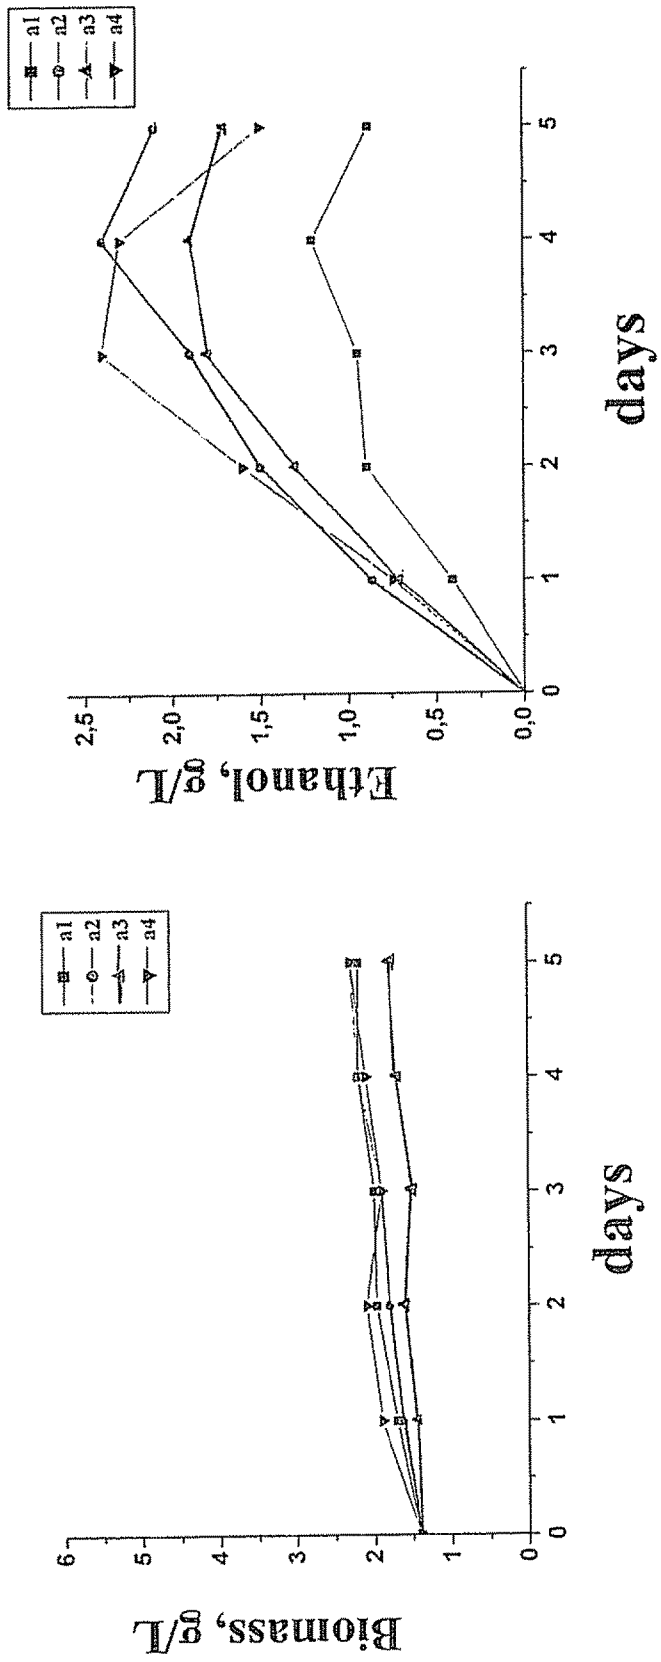 Biomass, g/L
6
5
4
3
2
1
0
0 1 2 3 4 5
days
a1
a2
a3
a4
Ethanol, g/L
2,5
2,0
1,5
1,0
0,5
0,0
0 1 2 3 4 5
days
a1
a2
a3
a4